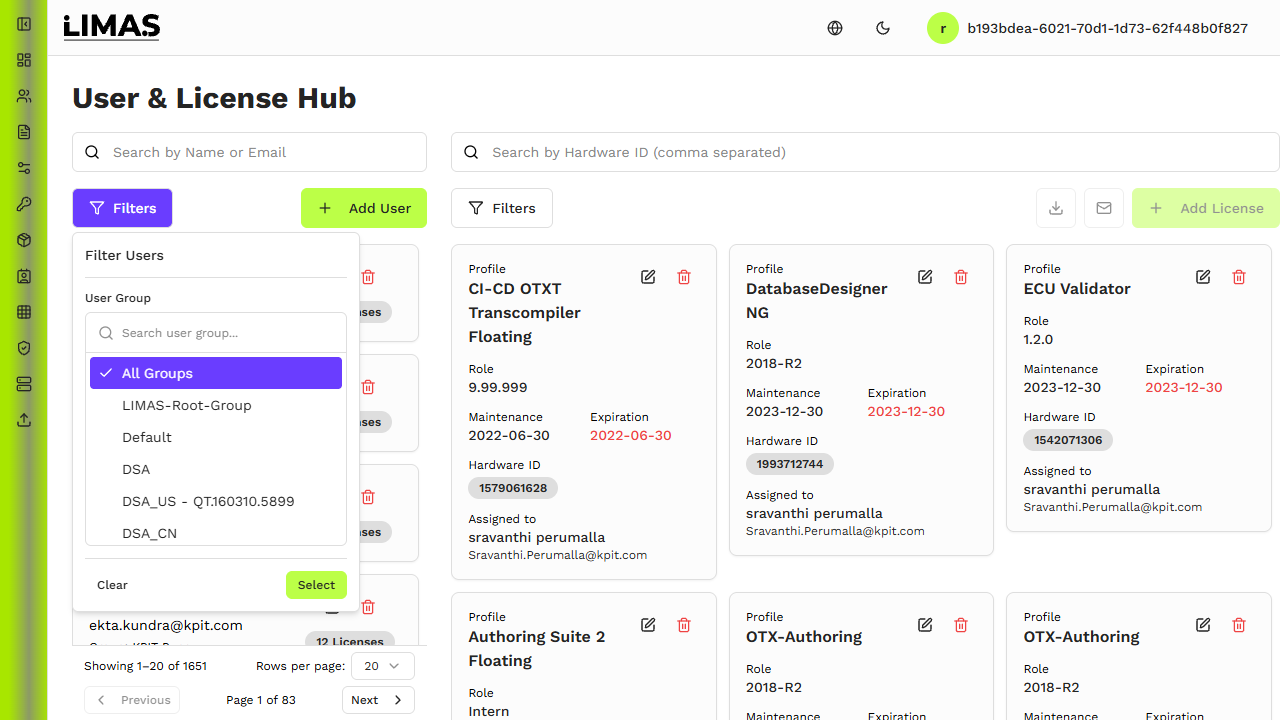 LIMAS
r
b193bdea-6021-70d1-1d73-62f448b0f827
User & License Hub
Search by Name or Email
Search by Hardware ID (comma separated)
Filters
Add User
Filters
Add License
Filter Users
User Group
Search user group...
All Groups
LIMAS-Root-Group
Default
DSA
DSA_US - QT.160310.5899
DSA_CN
Clear
Select
ekta.kundra@kpit.com
12 Licenses
Showing 1–20 of 1651
Rows per page:
20
Previous
Page 1 of 83
Next
Profile
CI-CD OTXT
Transcompiler
Floating
Role
9.99.999
Maintenance
Expiration
2022-06-30
2022-06-30
Hardware ID
1579061628
Assigned to
sravanthi perumalla
Sravanthi.Perumalla@kpit.com
Profile
DatabaseDesigner
NG
Role
2018-R2
Maintenance
Expiration
2023-12-30
2023-12-30
Hardware ID
1993712744
Assigned to
sravanthi perumalla
Sravanthi.Perumalla@kpit.com
Profile
ECU Validator
Role
1.2.0
Maintenance
Expiration
2023-12-30
2023-12-30
Hardware ID
1542071306
Assigned to
sravanthi perumalla
Sravanthi.Perumalla@kpit.com
Profile
Authoring Suite 2
Floating
Role
Intern
Profile
OTX-Authoring
Role
2018-R2
Maintenance
Expiration
Profile
OTX-Authoring
Role
2018-R2
Maintenance
Expiration